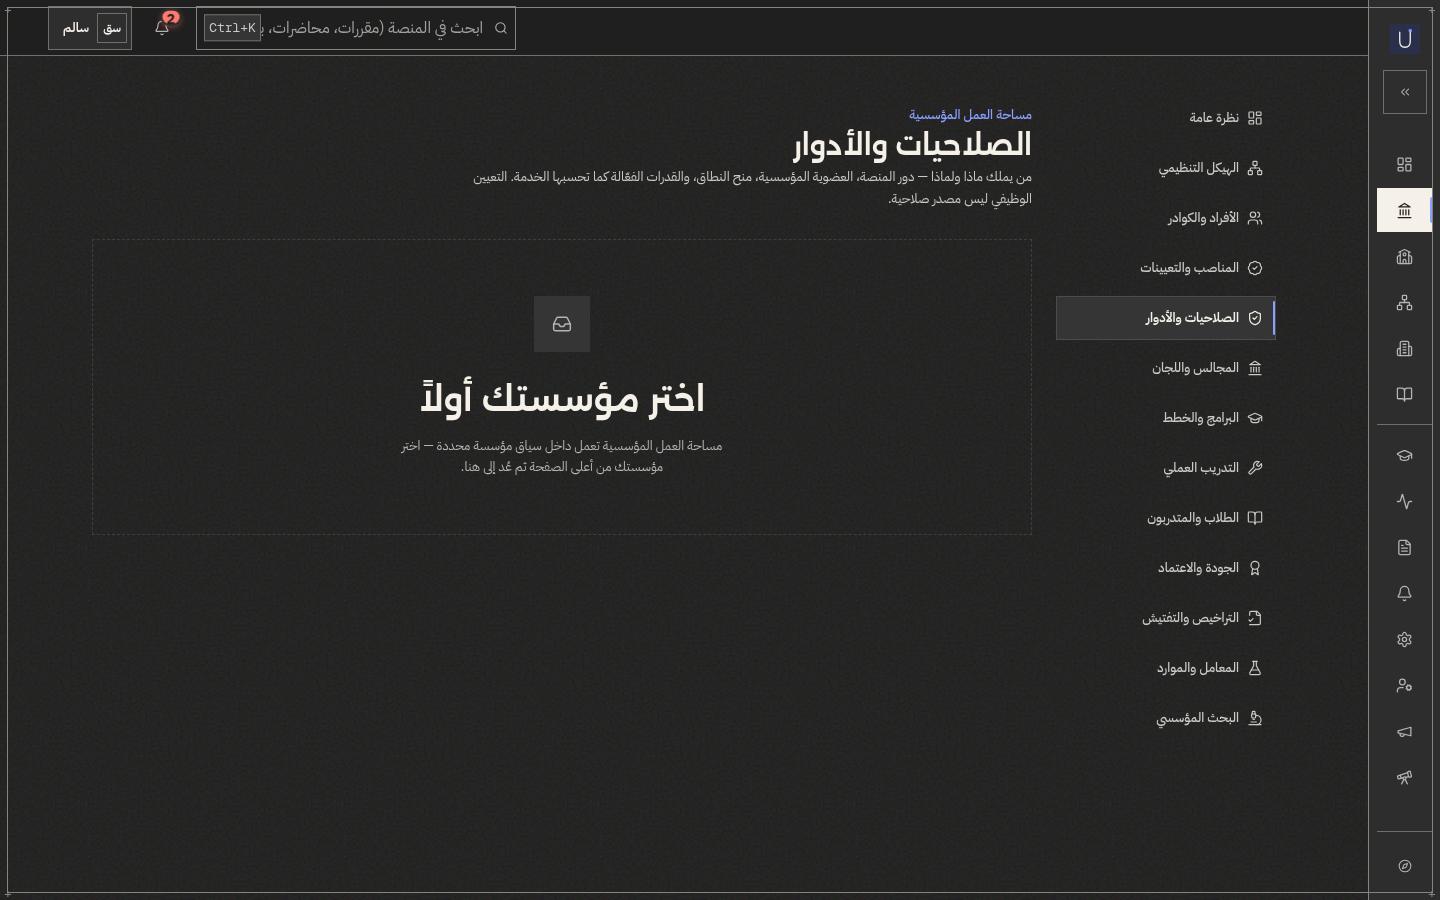 U
ابحث في المنصة (مقررات، محاضرات،
Ctrl+K
2
سق
سالم
نظرة عامة
الهيكل التنظيمي
الأفراد والكوادر
المناصب والتعيينات
الصلاحيات والأدوار
المجالس واللجان
البرامج والخطط
التدريب العملي
الطلاب والمتدربون
الجودة والاعتماد
التراخيص والتفتيش
المعامل والموارد
البحث المؤسسي
مساحة العمل المؤسسية
الصلاحيات والأدوار
من يملك ماذا ولماذا — دور المنصة، العضوية المؤسسية، منح النطاق، والقدرات الفعّالة كما تحسبها الخدمة. التعيين
الوظيفي ليس مصدر صلاحية.
اختر مؤسستك أولاً
مساحة العمل المؤسسية تعمل داخل سياق مؤسسة محددة — اختر
مؤسستك من أعلى الصفحة ثم عُد إلى هنا.